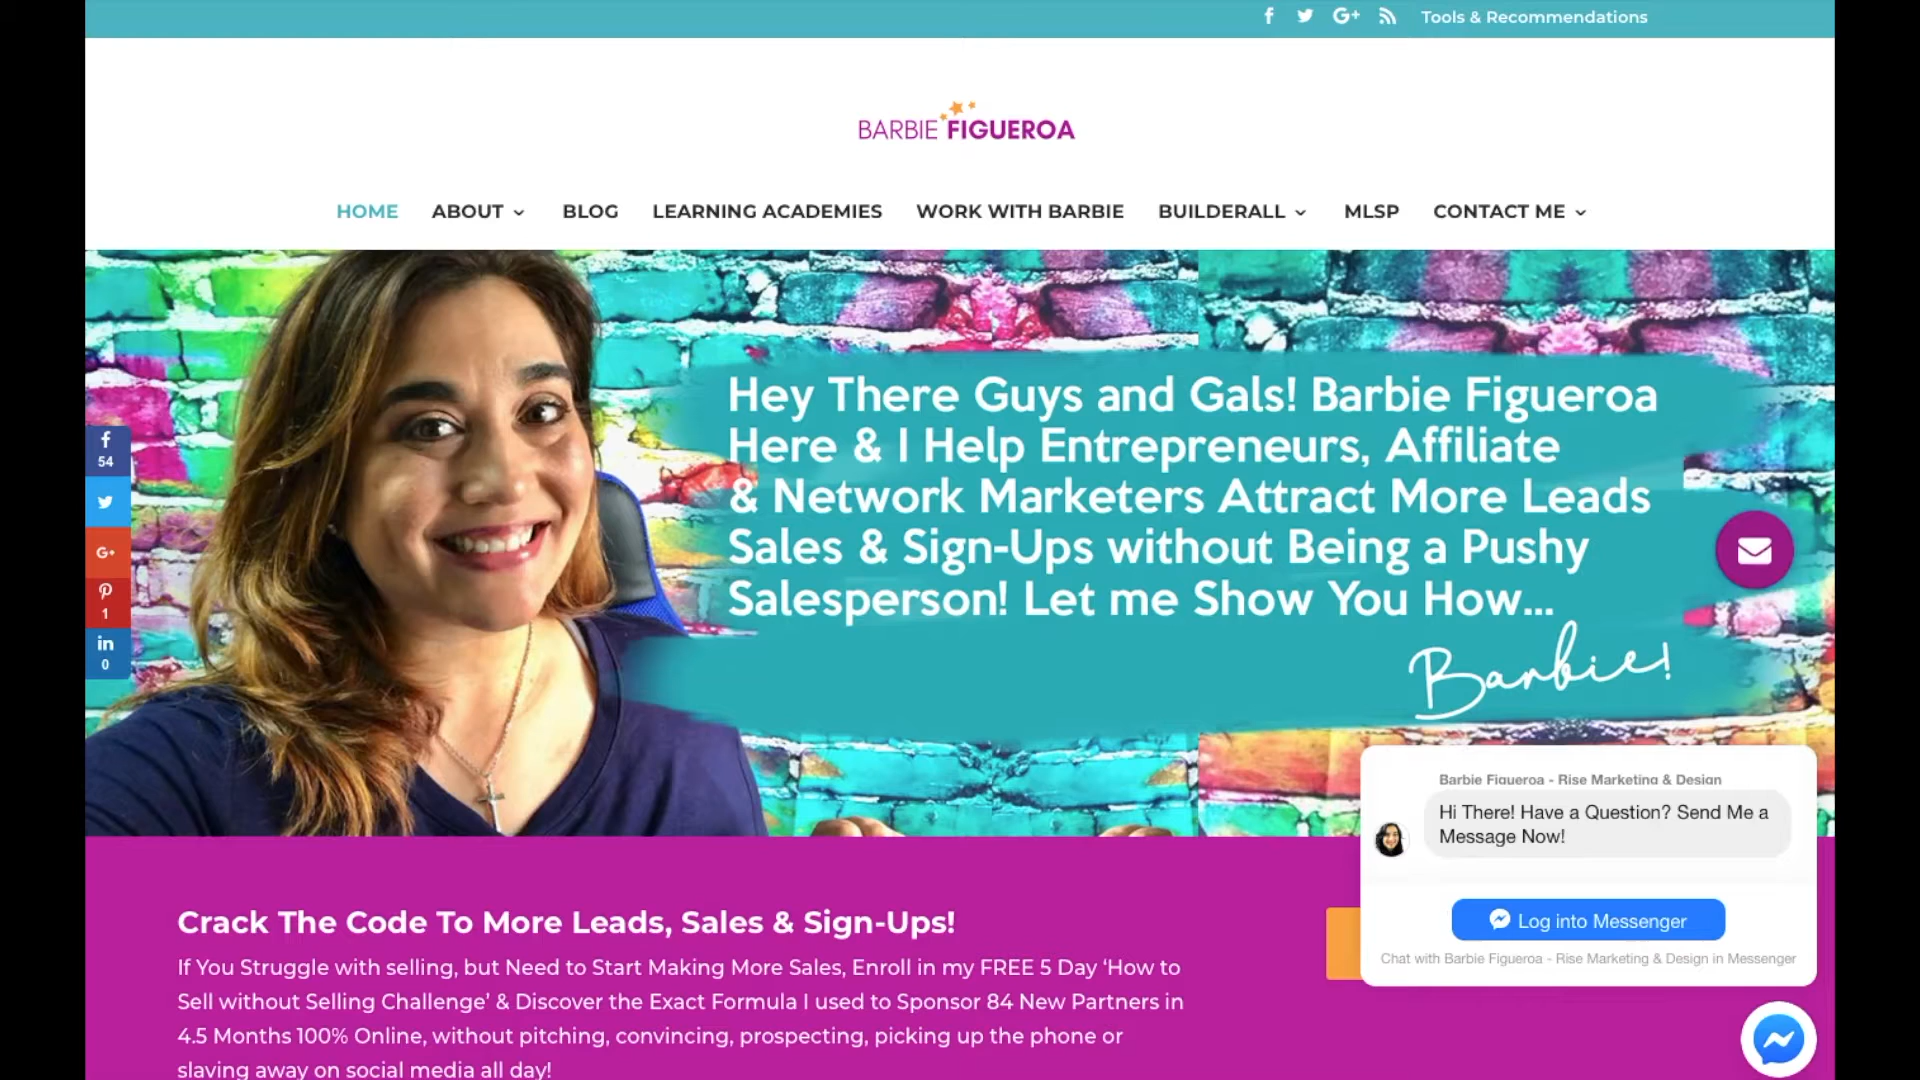 Tools & Recommendations
BARBIE FIGUEROA
HOME ABOUT BLOG LEARNING ACADEMIES WORK WITH BARBIE BUILDERALL MLSP CONTACT ME
Hey There Guys and Gals! Barbie Figueroa
Here & I Help Entrepreneurs, Affiliate
& Network Marketers Attract More Leads
Sales & Sign-Ups without Being a Pushy
Salesperson! Let me Show You How...
Barbie!
54
G+
1
in
0
Barbie Figueroa - Rise Marketing & Design
Hi There! Have a Question? Send Me a
Message Now!
Log into Messenger
Chat with Barbie Figueroa - Rise Marketing & Design in Messenger
Crack The Code To More Leads, Sales & Sign-Ups!
If You Struggle with selling, but Need to Start Making More Sales, Enroll in my FREE 5 Day ‘How to
Sell without Selling Challenge’ & Discover the Exact Formula I used to Sponsor 84 New Partners in
4.5 Months 100% Online, without pitching, convincing, prospecting, picking up the phone or
slaving away on social media all day!